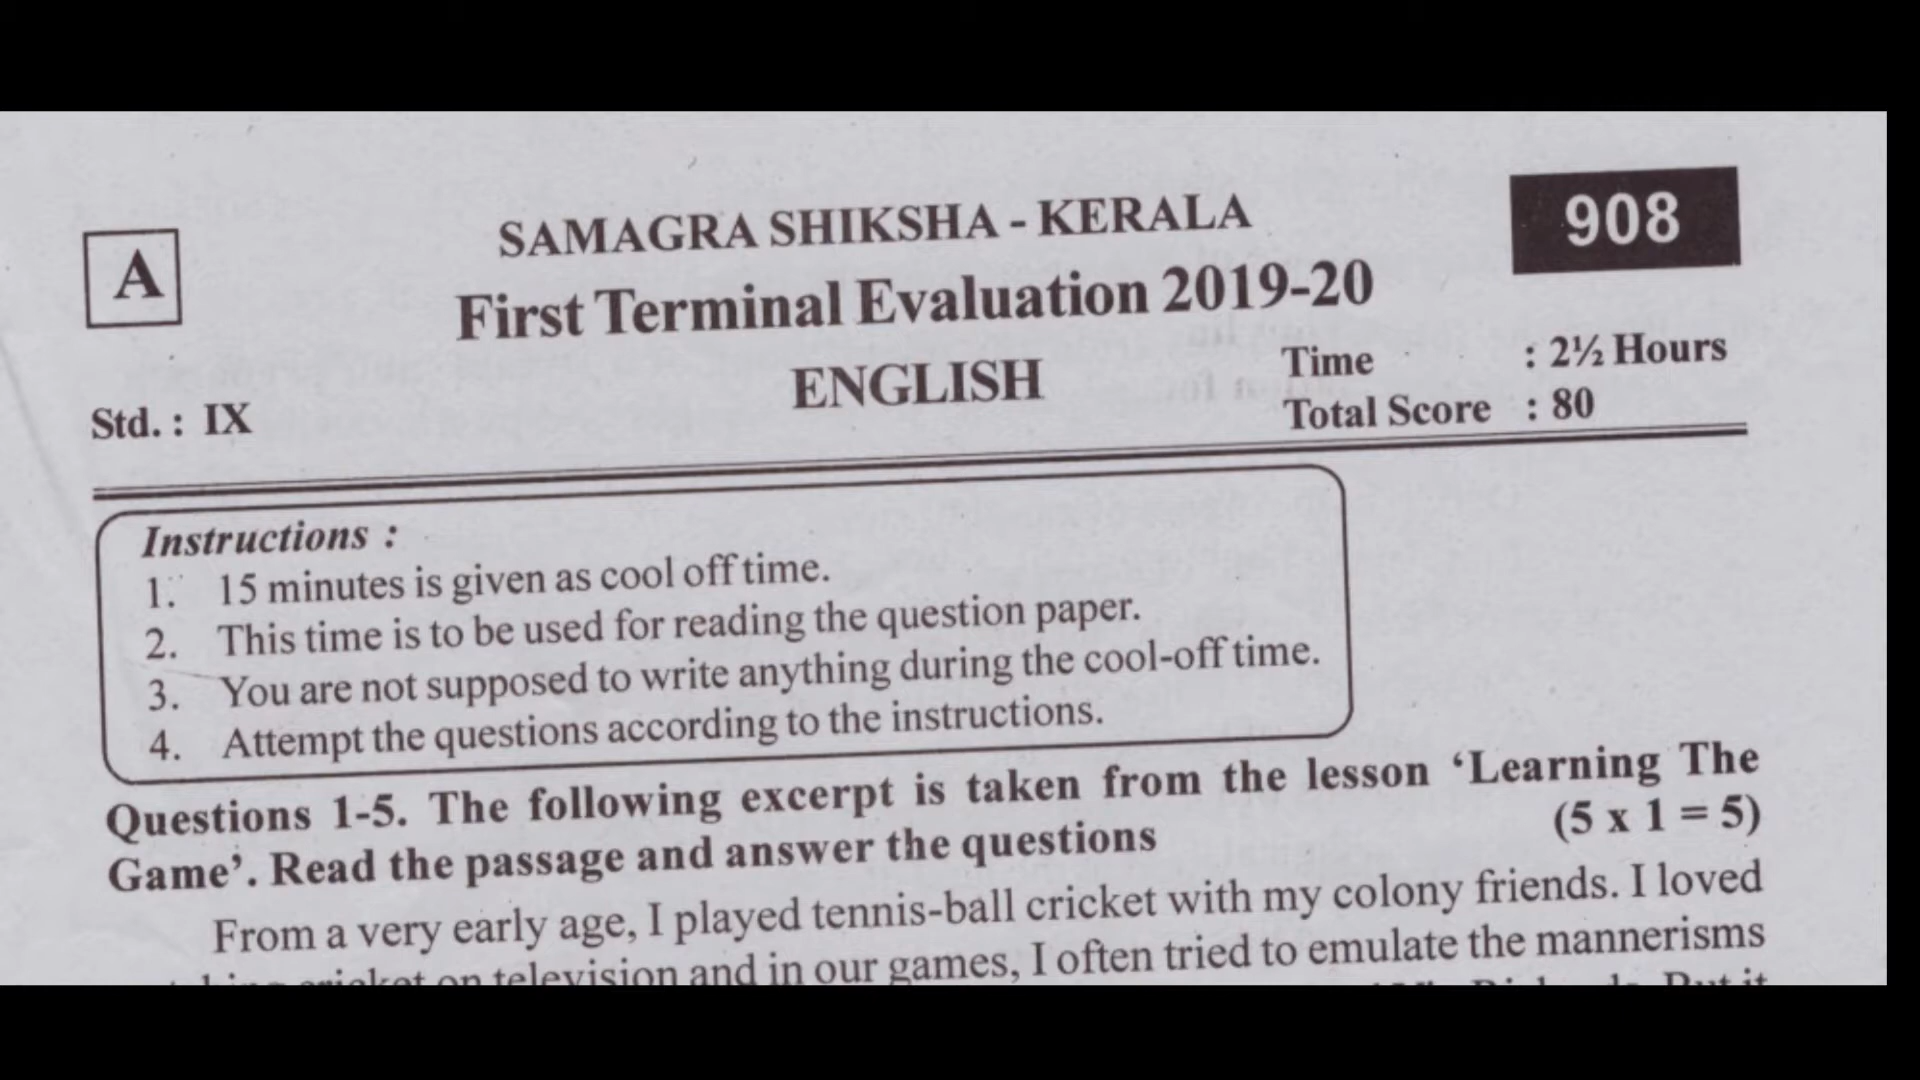 A
SAMAGRA SHIKSHA - KERALA
908
First Terminal Evaluation 2019-20
ENGLISH
Time : 2½ Hours
Std. : IX
Total Score : 80
Instructions :
1. 15 minutes is given as cool off time.
2. This time is to be used for reading the question paper.
3. You are not supposed to write anything during the cool-off time.
4. Attempt the questions according to the instructions.
Questions 1-5. The following excerpt is taken from the lesson ‘Learning The
Game’. Read the passage and answer the questions (5 x 1 = 5)
From a very early age, I played tennis-ball cricket with my colony friends. I loved
cricket on television and in our games, I often tried to emulate the mannerisms
But it